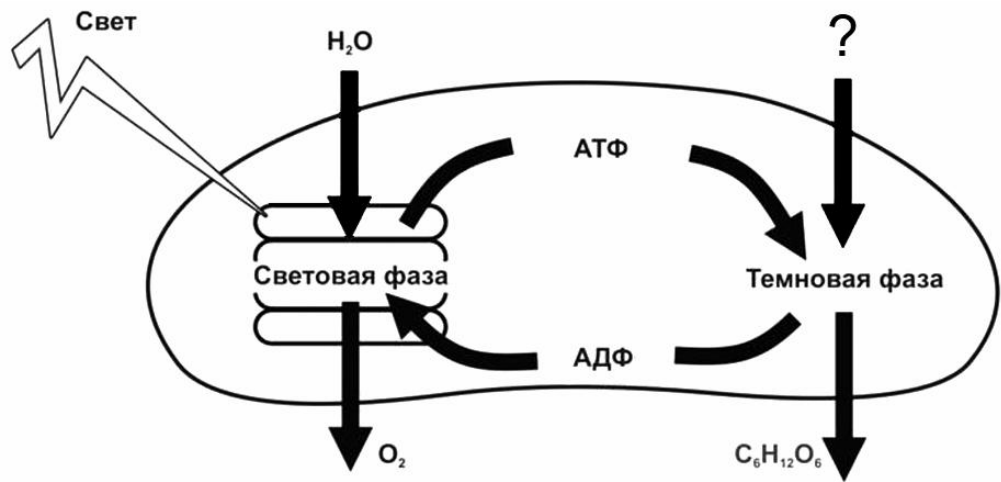 Свет
H₂O
?
АТФ
Световая фаза
Темновая фаза
АДФ
O₂
C₆H₁₂O₆